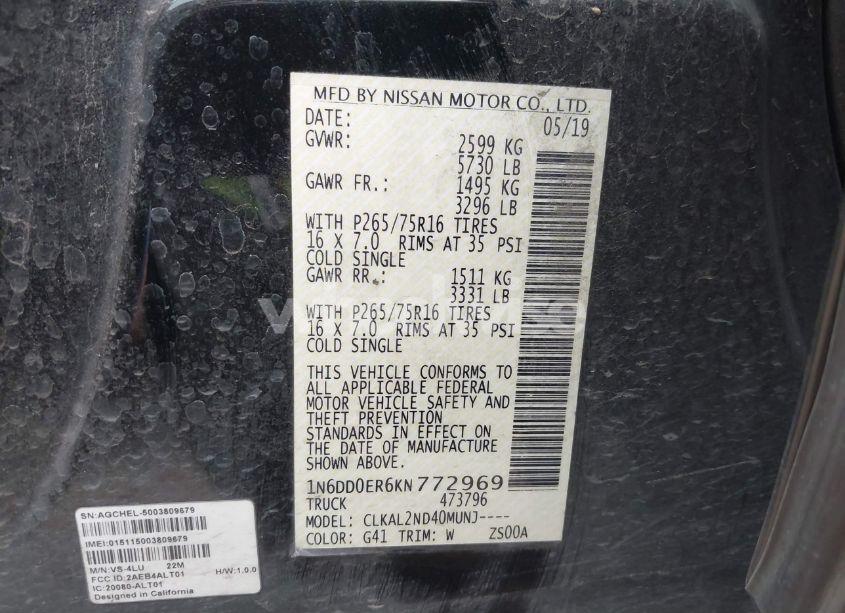 MFD BY NISSAN MOTOR CO., LTD.
DATE: 05/19
GVWR: 2599 KG
5730 LB
GAWR FR.: 1495 KG
3296 LB
WITH P265/75R16 TIRES
16 X 7.0 RIMS AT 35 PSI
COLD SINGLE
GAWR RR.: 1511 KG
3331 LB
WITH P265/75R16 TIRES
16 X 7.0 RIMS AT 35 PSI
COLD SINGLE
THIS VEHICLE CONFORMS TO
ALL APPLICABLE FEDERAL
MOTOR VEHICLE SAFETY AND
THEFT PREVENTION
STANDARDS IN EFFECT ON
THE DATE OF MANUFACTURE
SHOWN ABOVE.
1N6DD0ER6KN772969
TRUCK 473796
MODEL: CLKAL2ND40MUNJ----
COLOR: G41 TRIM: W ZS00A
SN:AGCHEL-5003809679
IMEI:015115003809679
M/N:VS-4LU 22M
FCC ID:2AEB4ALT01 H/W:1.0.0
IC:20080-ALT01
Designed in California